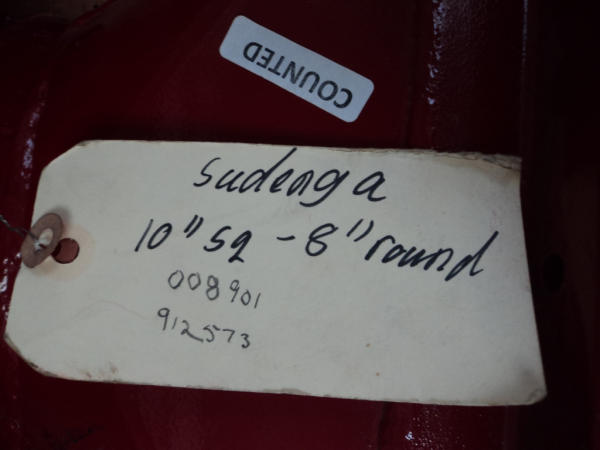 COUNTED
Sudenga
10" sq - 8" round
008901
912573